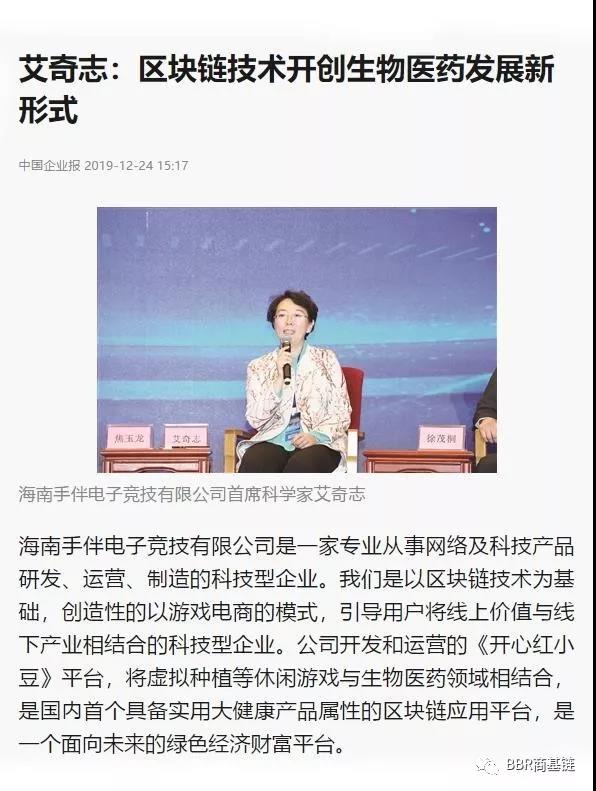 艾奇志：区块链技术开创生物医药发展新
形式
中国企业报 2019-12-24 15:17
焦玉龙
艾奇志
徐茂桐
海南手伴电子竞技有限公司首席科学家艾奇志
海南手伴电子竞技有限公司是一家专业从事网络及科技产品
研发、运营、制造的科技型企业。我们是以区块链技术为基
础，创造性的以游戏电商的模式，引导用户将线上价值与线
下产业相结合的科技型企业。公司开发和运营的《开心红小
豆》平台，将虚拟种植等休闲游戏与生物医药领域相结合，
是国内首个具备实用大健康产品属性的区块链应用平台，是
一个面向未来的绿色经济财富平台。
BBR商基链